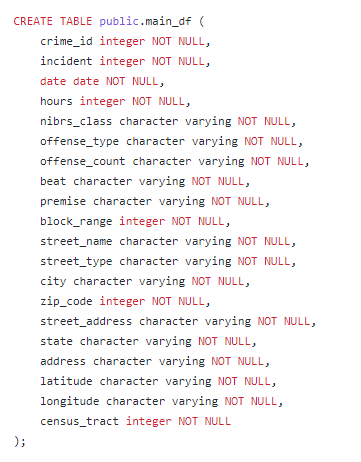 CREATE TABLE public.main_df (
    crime_id integer NOT NULL,
    incident integer NOT NULL,
    date date NOT NULL,
    hours integer NOT NULL,
    nibrs_class character varying NOT NULL,
    offense_type character varying NOT NULL,
    offense_count character varying NOT NULL,
    beat character varying NOT NULL,
    premise character varying NOT NULL,
    block_range integer NOT NULL,
    street_name character varying NOT NULL,
    street_type character varying NOT NULL,
    city character varying NOT NULL,
    zip_code integer NOT NULL,
    street_address character varying NOT NULL,
    state character varying NOT NULL,
    address character varying NOT NULL,
    latitude character varying NOT NULL,
    longitude character varying NOT NULL,
    census_tract integer NOT NULL
);